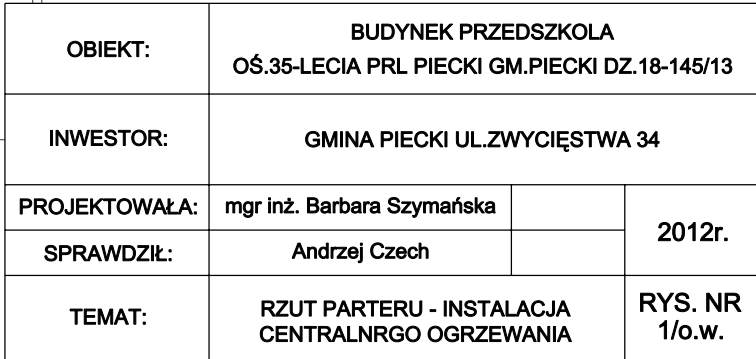 OBIEKT:
BUDYNEK PRZEDSZKOLA
OŚ.35-LECIA PRL PIECKI GM.PIECKI DZ.18-145/13
INWESTOR:
GMINA PIECKI UL.ZWYCIĘSTWA 34
PROJEKTOWAŁA:
mgr inż. Barbara Szymańska
2012r.
SPRAWDZIŁ:
Andrzej Czech
TEMAT:
RZUT PARTERU - INSTALACJA
CENTRALNRGO OGRZEWANIA
RYS. NR
1/o.w.